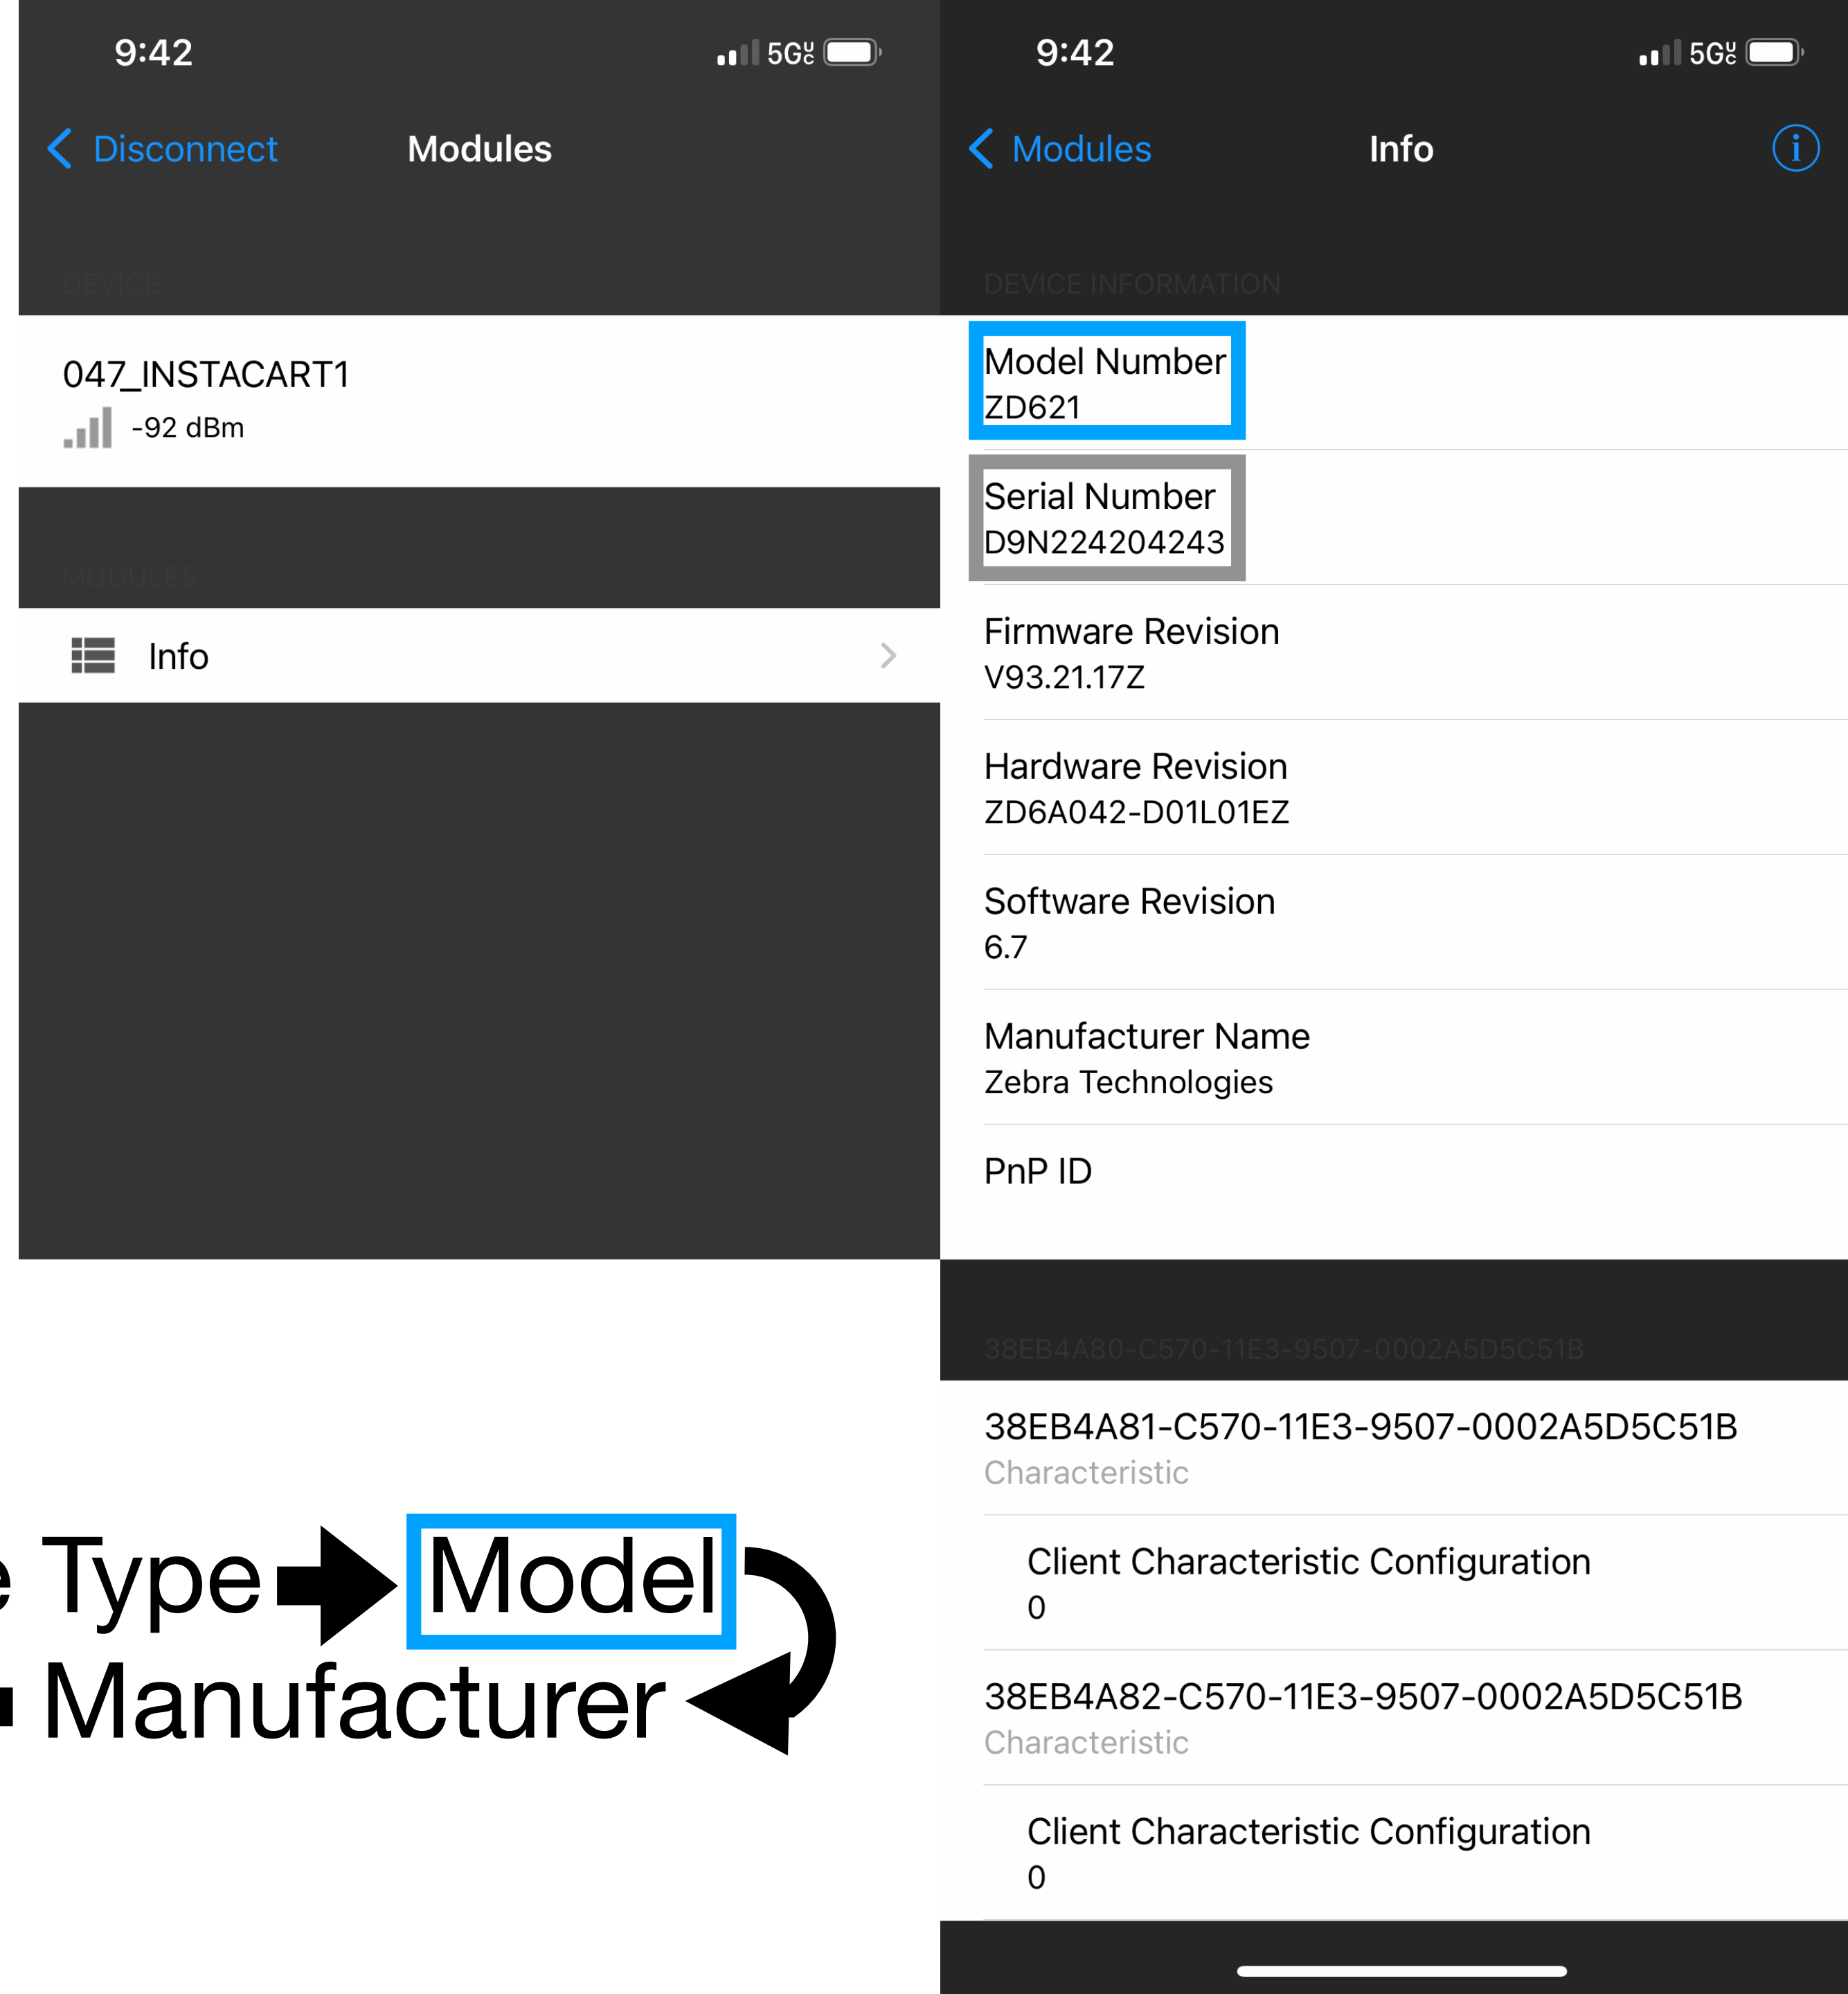 9:42
5GUC
Disconnect
Modules
DEVICE
047_INSTACART1
-92 dBm
MODULES
Info
e Type
Model
Manufacturer
9:42
5GUC
Modules
Info
i
DEVICE INFORMATION
Model Number
ZD621
Serial Number
D9N224204243
Firmware Revision
V93.21.17Z
Hardware Revision
ZD6A042-D01L01EZ
Software Revision
6.7
Manufacturer Name
Zebra Technologies
PnP ID
38EB4A80-C570-11E3-9507-0002A5D5C51B
38EB4A81-C570-11E3-9507-0002A5D5C51B
Characteristic
Client Characteristic Configuration
0
38EB4A82-C570-11E3-9507-0002A5D5C51B
Characteristic
Client Characteristic Configuration
0